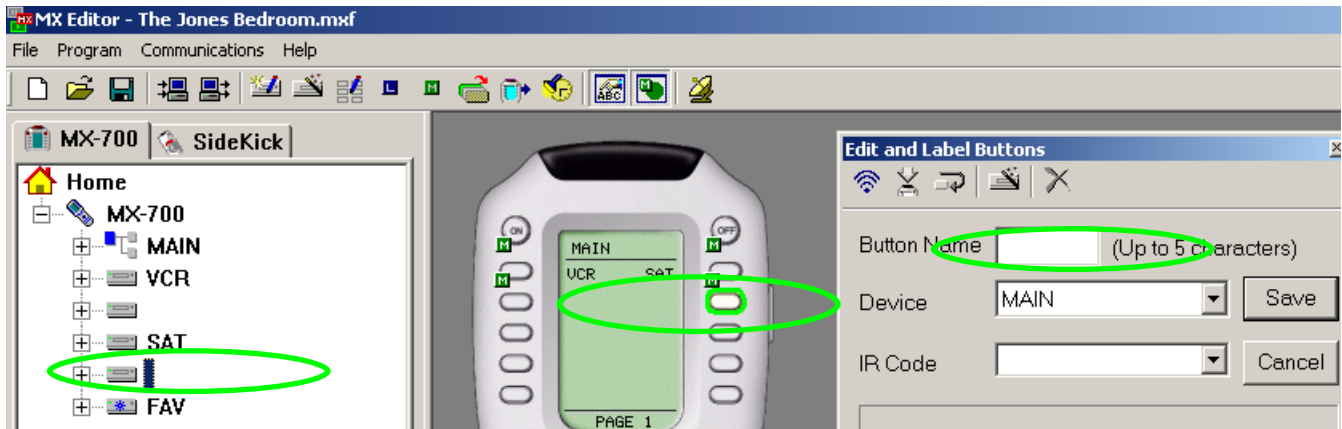 MX Editor - The Jones Bedroom.mxf
File Program Communications Help
L M ABC M
MX-700 SideKick
Home
MX-700
MAIN
VCR
SAT
FAV
ON OFF
M M
MAIN
VCR SAT
M M
PAGE 1
Edit and Label Buttons
Button Name (Up to 5 characters)
Device MAIN Save
IR Code Cancel